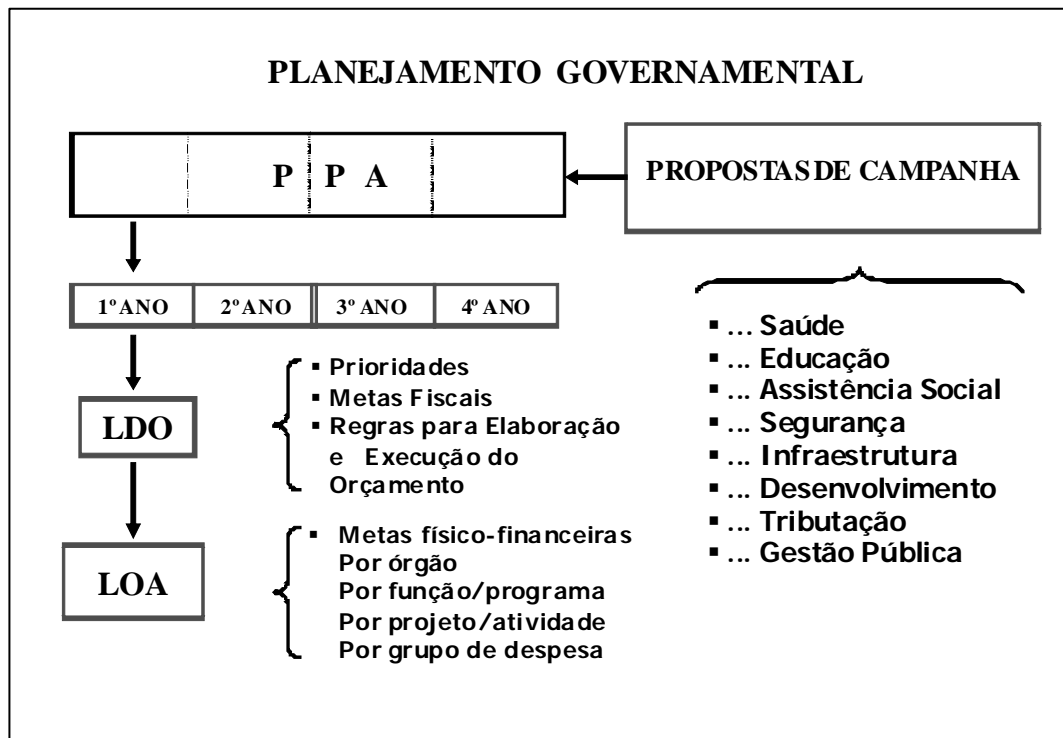 PLANEJAMENTO GOVERNAMENTAL
P P A
PROPOSTAS DE CAMPANHA
1º ANO
2º ANO
3º ANO
4º ANO
▪ ... Saúde
▪ ... Educação
▪ ... Assistência Social
▪ ... Segurança
▪ ... Infraestrutura
▪ ... Desenvolvimento
▪ ... Tributação
▪ ... Gestão Pública
LDO
▪ Prioridades
▪ Metas Fiscais
▪ Regras para Elaboração
e Execução do
Orçamento
LOA
▪ Metas físico-financeiras
Por órgão
Por função/programa
Por projeto/atividade
Por grupo de despesa